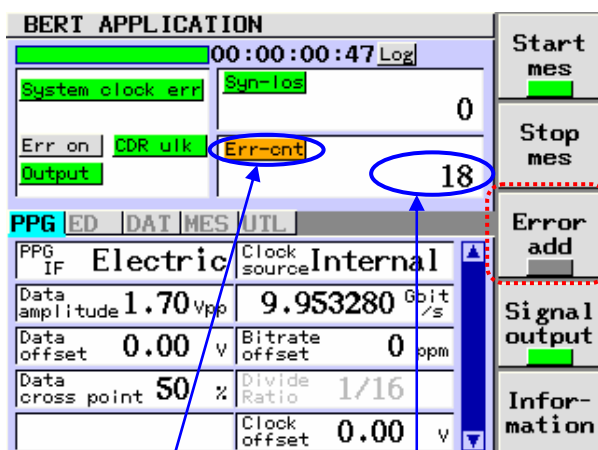 BERT APPLICATION
00:00:00:47 Log
System clock err
Syn-los
0
Err on CDR ulk
Output
Err-cnt
18
PPG ED DAT MES UTL
PPG IF Electric
Clock source Internal
Data amplitude 1.70 Vpp
9.953280 Gbit/s
Data offset 0.00 V
Bitrate offset 0 ppm
Data cross point 50 %
Divide Ratio 1/16
Clock offset 0.00 V
Start
mes
Stop
mes
Error
add
Signal
output
Infor-
mation